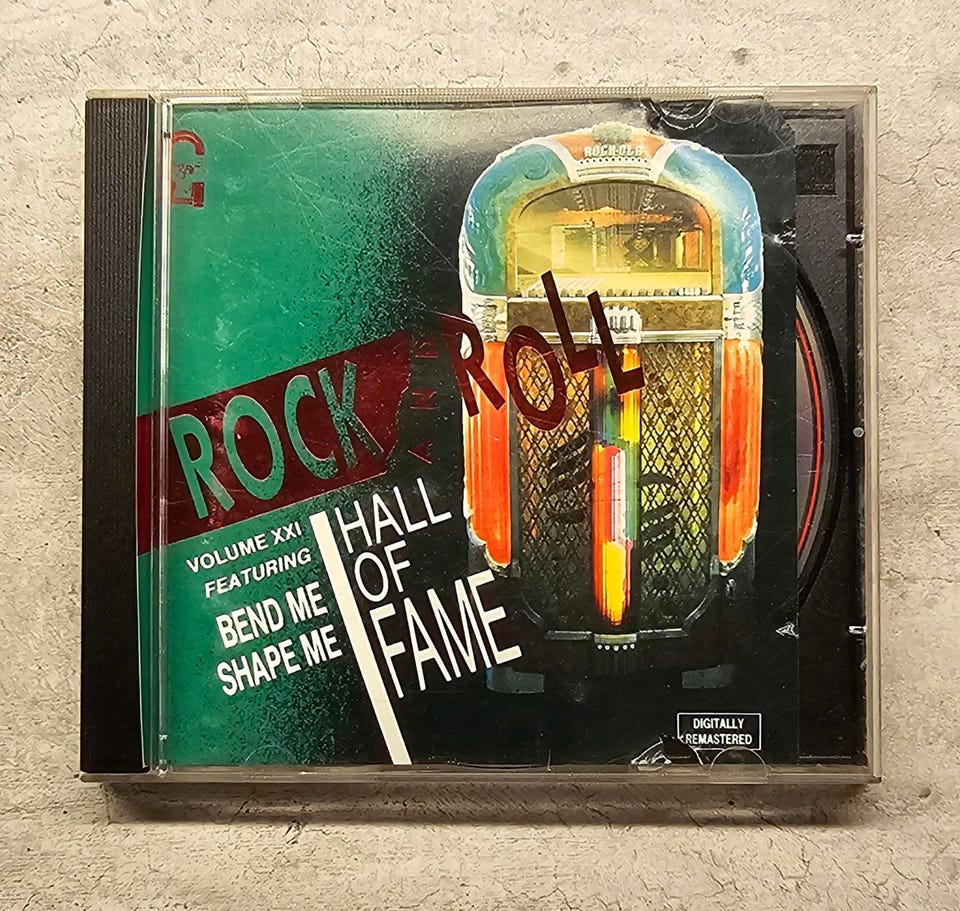 ROCK-OLA
ROCK
AND
ROLL
HALL
OF
FAME
VOLUME XXI
FEATURING
BEND ME
SHAPE ME
DIGITALLY
REMASTERED